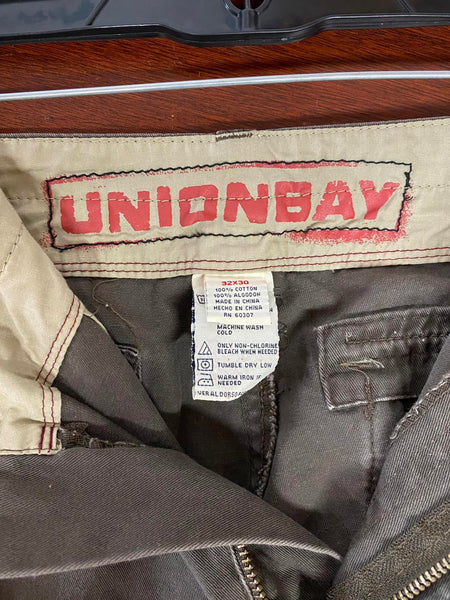 UNIONBAY
32X30
100% COTTON
100% ALGODON
MADE IN CHINA
HECHO EN CHINA
RN 60307
MACHINE WASH
COLD
ONLY NON-CHLORINE
BLEACH WHEN NEEDED
TUMBLE DRY LOW
WARM IRON IF
NEEDED